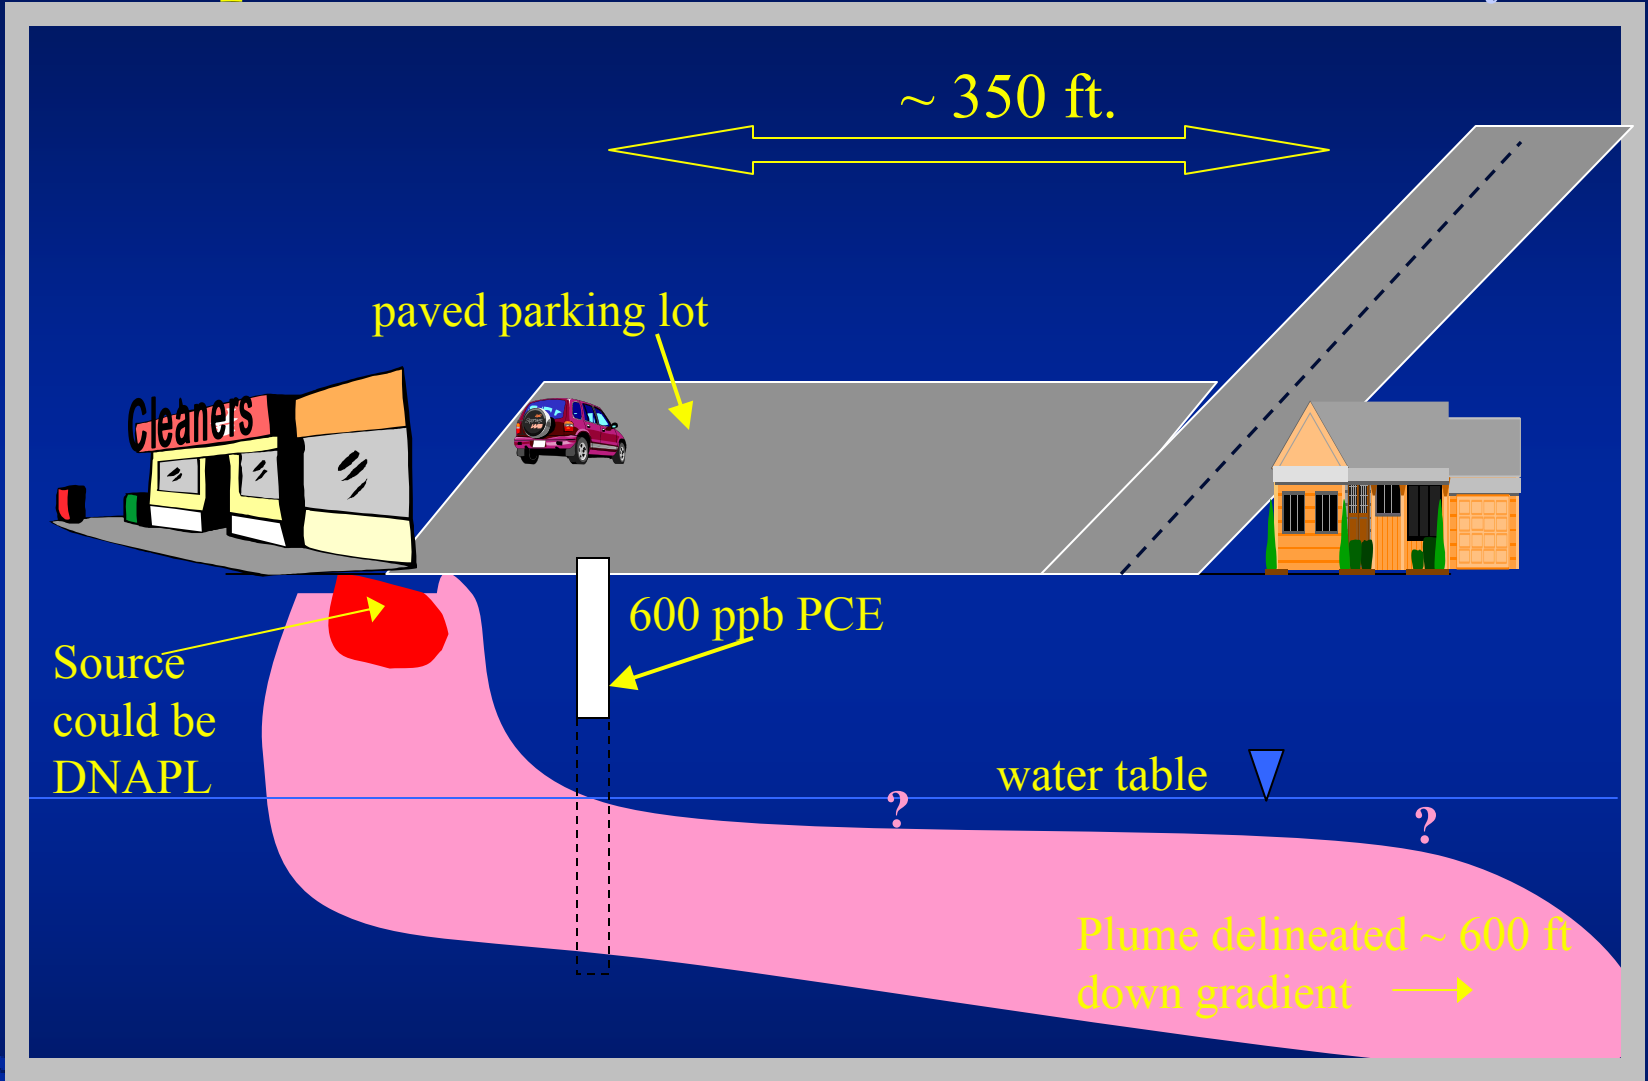 ~ 350 ft.
paved parking lot
Cleaners
600 ppb PCE
Source
could be
DNAPL
water table
?
?
Plume delineated ~ 600 ft
down gradient